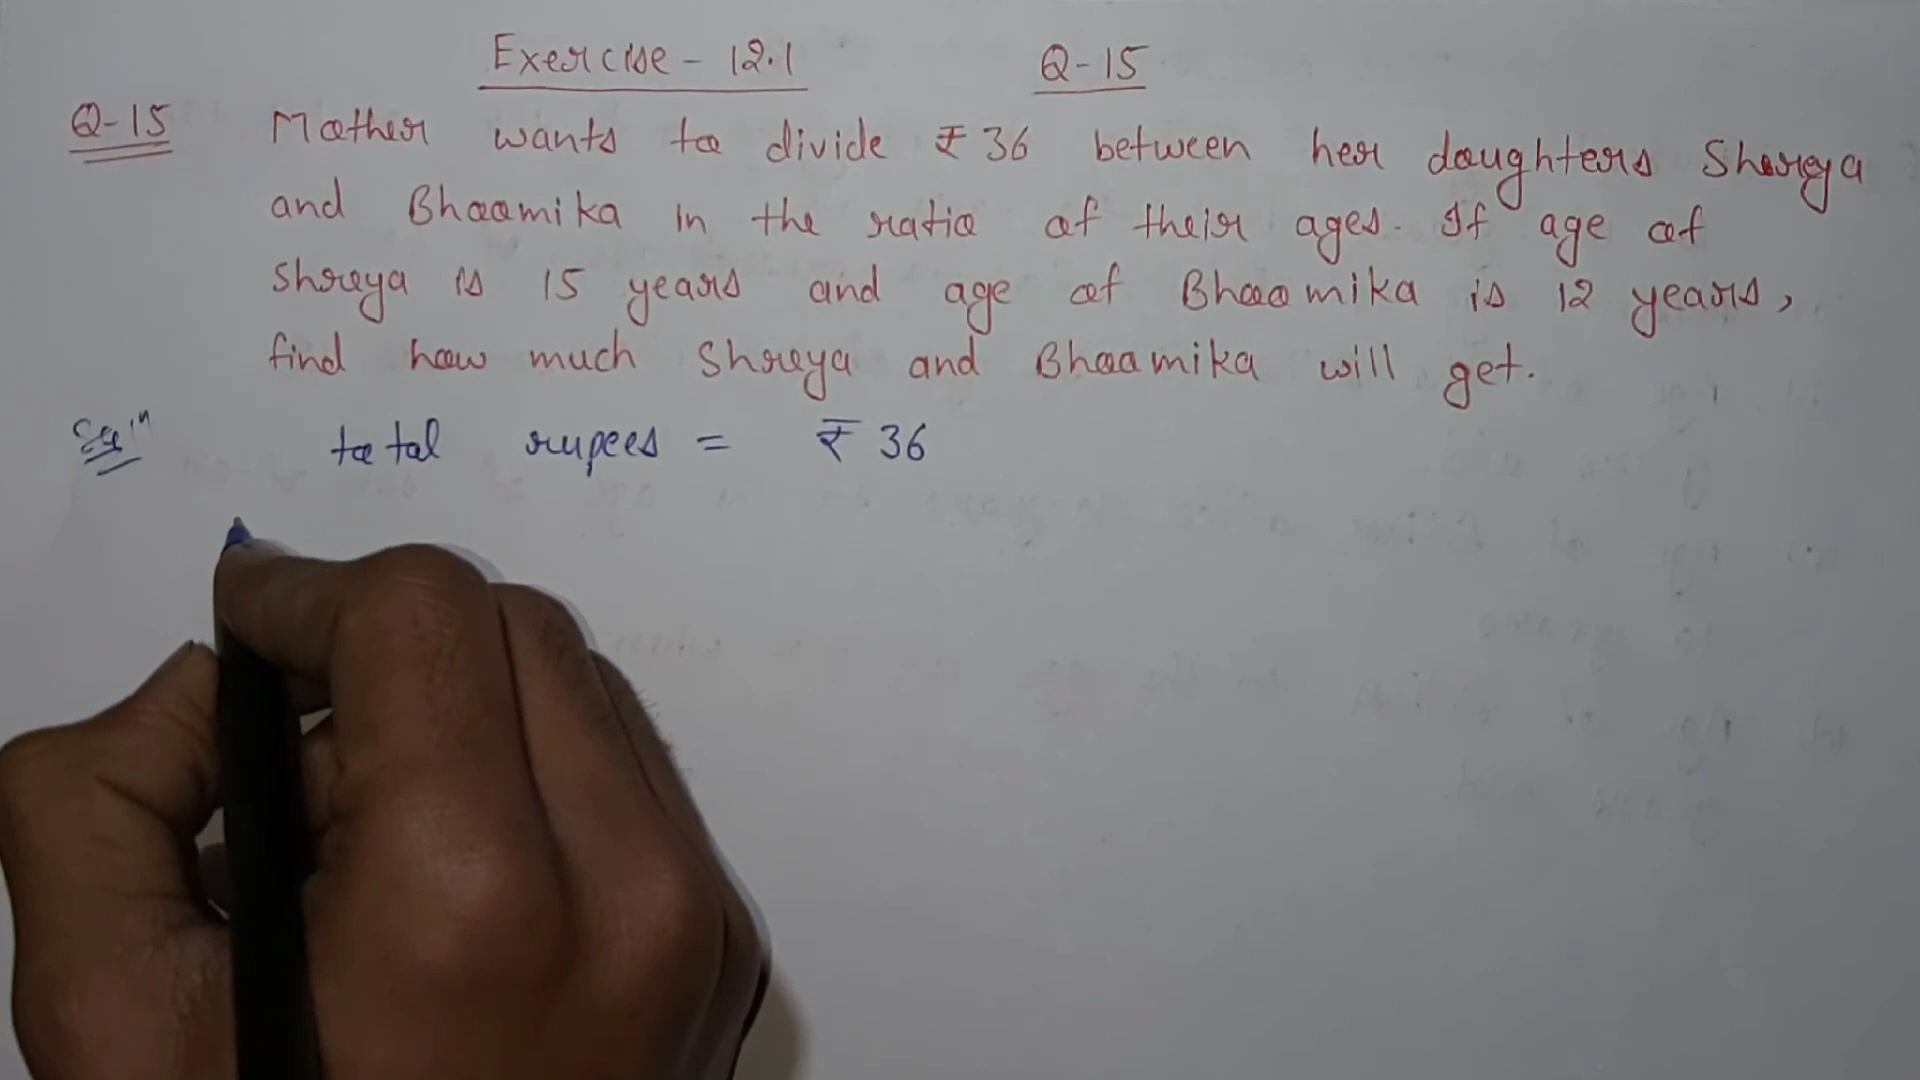 Exercise - 12.1 Q-15
Q-15 Mother wants to divide ₹ 36 between her daughters Shreya
and Bhoomika in the ratio of their ages. If age of
Shreya is 15 years and age of Bhoomika is 12 years,
find how much Shreya and Bhoomika will get.
Sol'n total rupees = ₹ 36